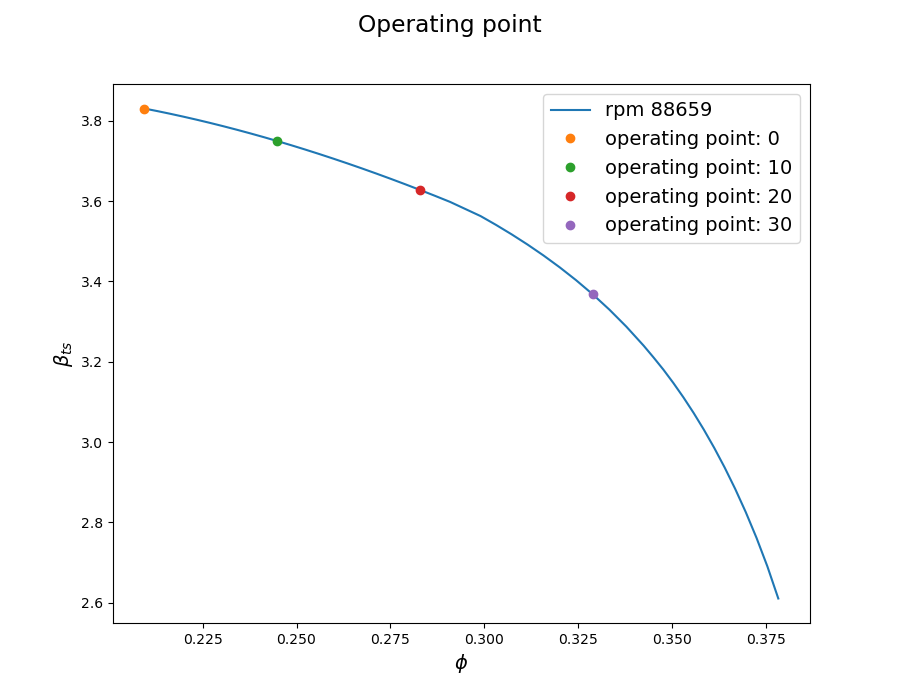 Operating point
rpm 88659
operating point: 0
operating point: 10
operating point: 20
operating point: 30
3.8
3.6
3.4
3.2
3.0
2.8
2.6
β_ts
0.225 0.250 0.275 0.300 0.325 0.350 0.375
ϕ